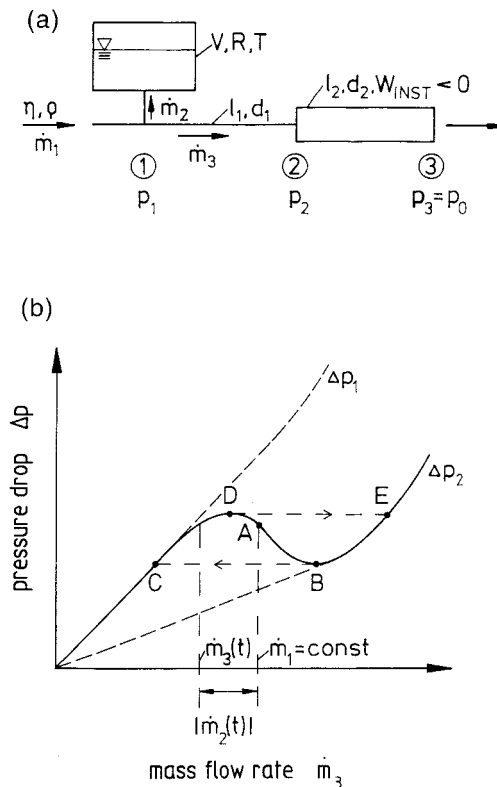 (a)
V, R, T
η, ϱ
ṁ₁
ṁ₂
l₁, d₁
ṁ₃
l₂, d₂, W_INST < 0
① ② ③
p₁ p₂ p₃ = p₀
(b)
pressure drop Δp
Δp₁
Δp₂
D
A
E
C
B
ṁ₃(t)
ṁ₁ = const
|ṁ₂(t)|
mass flow rate ṁ₃